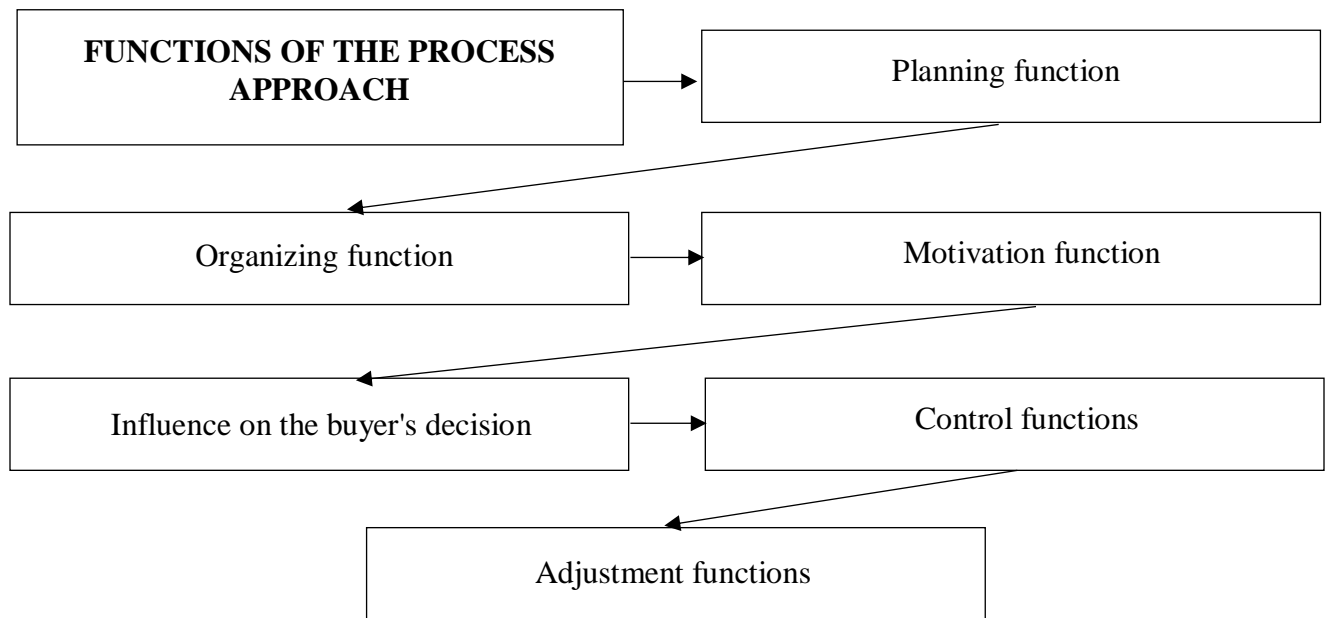 FUNCTIONS OF THE PROCESS
APPROACH
Planning function
Organizing function
Motivation function
Influence on the buyer's decision
Control functions
Adjustment functions